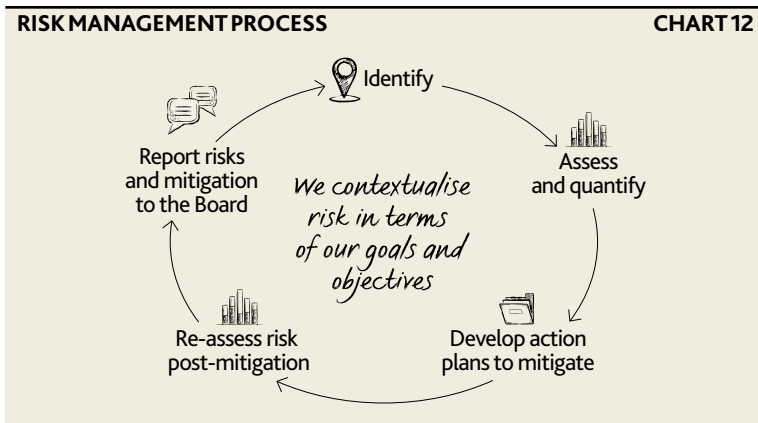 RISK MANAGEMENT PROCESS
CHART 12
Identify
Assess
and quantify
Develop action
plans to mitigate
Re-assess risk
post-mitigation
Report risks
and mitigation
to the Board
We contextualise
risk in terms
of our goals and
objectives